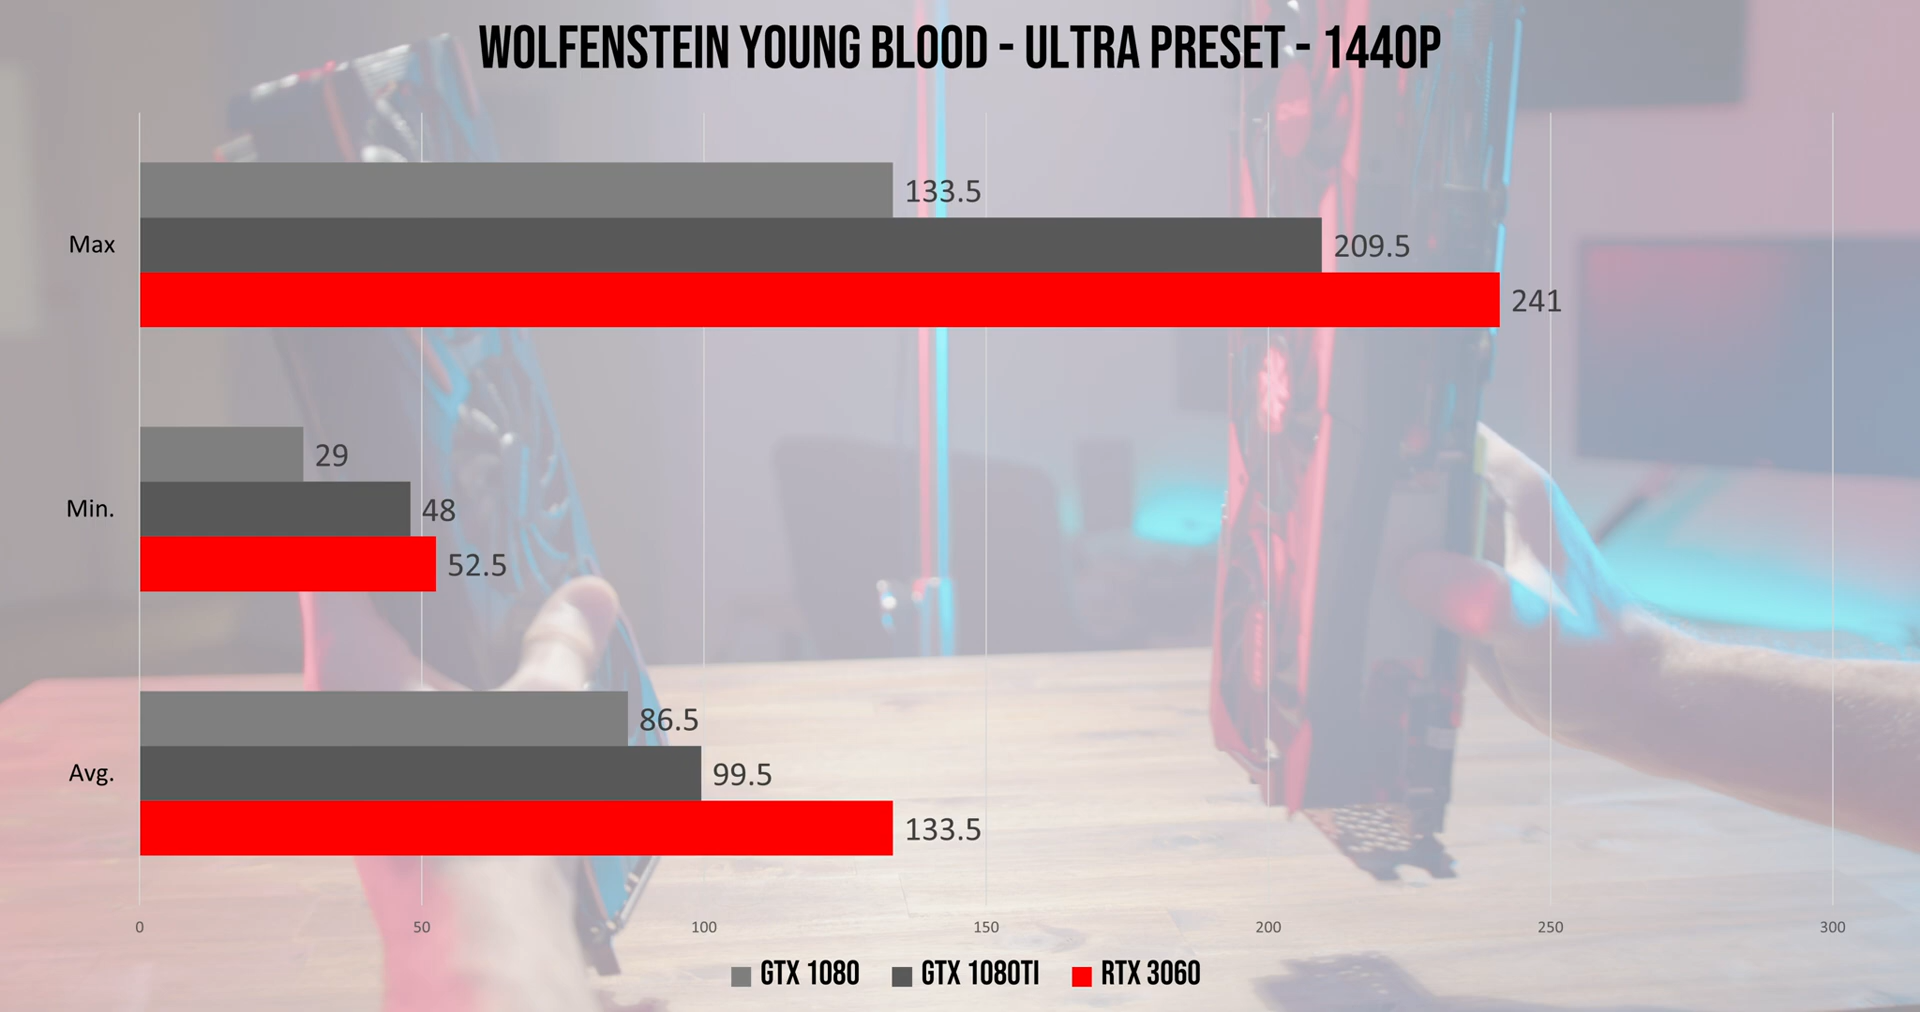 WOLFENSTEIN YOUNG BLOOD - ULTRA PRESET - 1440P
Max
133.5
209.5
241
Min.
29
48
52.5
Avg.
86.5
99.5
133.5
0 50 100 150 200 250 300
GTX 1080 GTX 1080TI RTX 3060